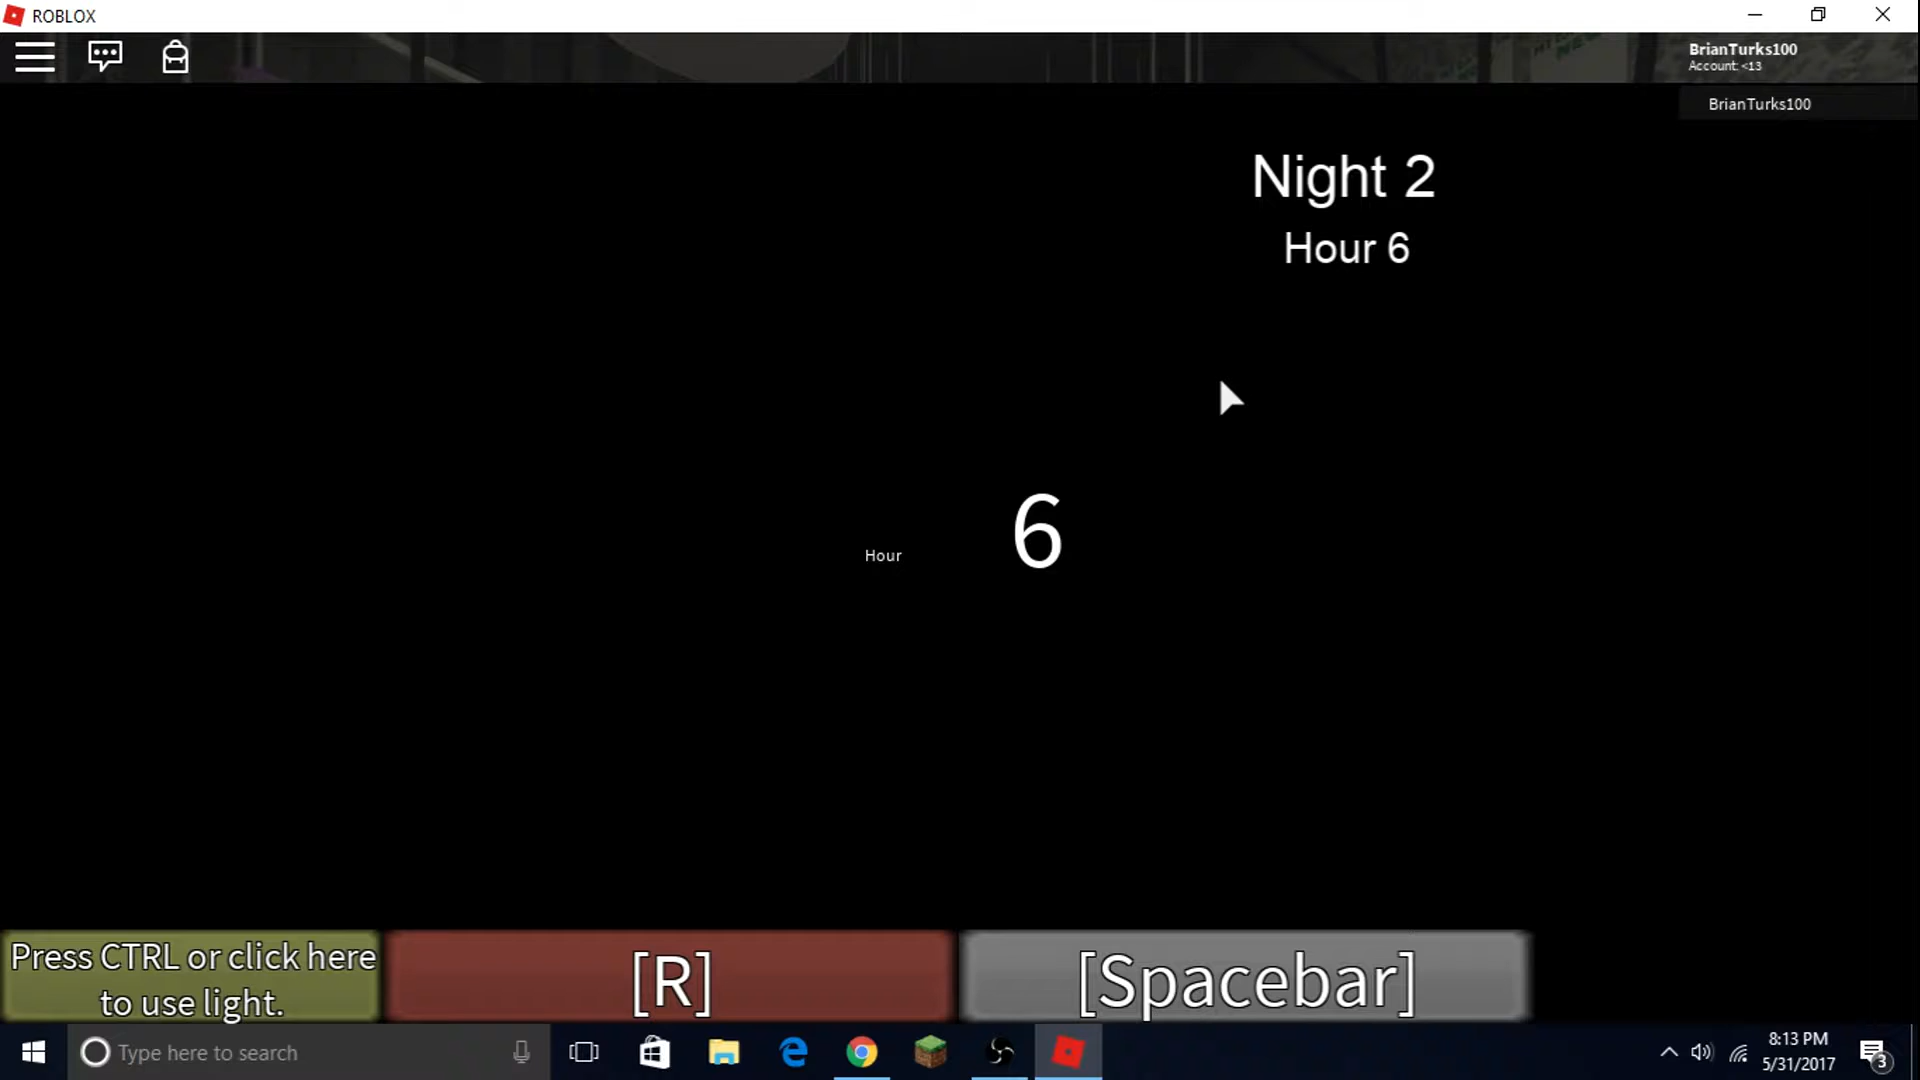 ROBLOX
BrianTurks100
Account: <13
BrianTurks100
Night 2
Hour 6
Hour 6
Press CTRL or click here
to use light.
[R]
[Spacebar]
Type here to search
8:13 PM
5/31/2017
3